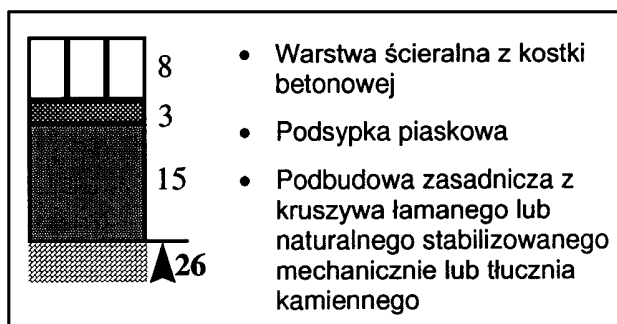 8
3
15
26
• Warstwa ścieralna z kostki
betonowej
• Podsypka piaskowa
• Podbudowa zasadnicza z
kruszywa łamanego lub
naturalnego stabilizowanego
mechanicznie lub tłucznia
kamiennego